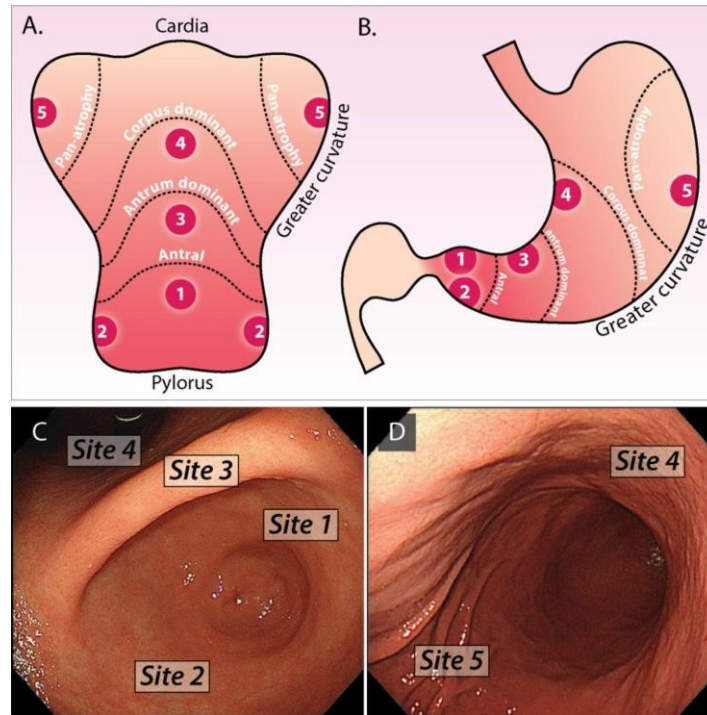 A.
Cardia
5
5
Pan-atrophy
Pan-atrophy
Corpus dominant
4
Antrum dominant
3
Greater curvature
Antral
1
2
2
Pylorus
B.
Pan-atrophy
4
5
Corpus dominnat
1
3
Antral
antrum dominant
2
Greater curvature
C
Site 4
Site 3
Site 1
Site 2
D
Site 4
Site 5